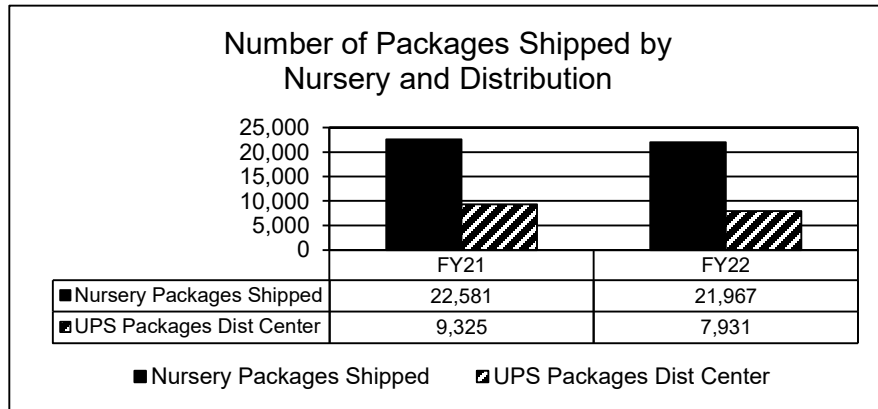 Number of Packages Shipped by
Nursery and Distribution
25,000
20,000
15,000
10,000
5,000
0
FY21 FY22
Nursery Packages Shipped 22,581 21,967
UPS Packages Dist Center 9,325 7,931
Nursery Packages Shipped UPS Packages Dist Center